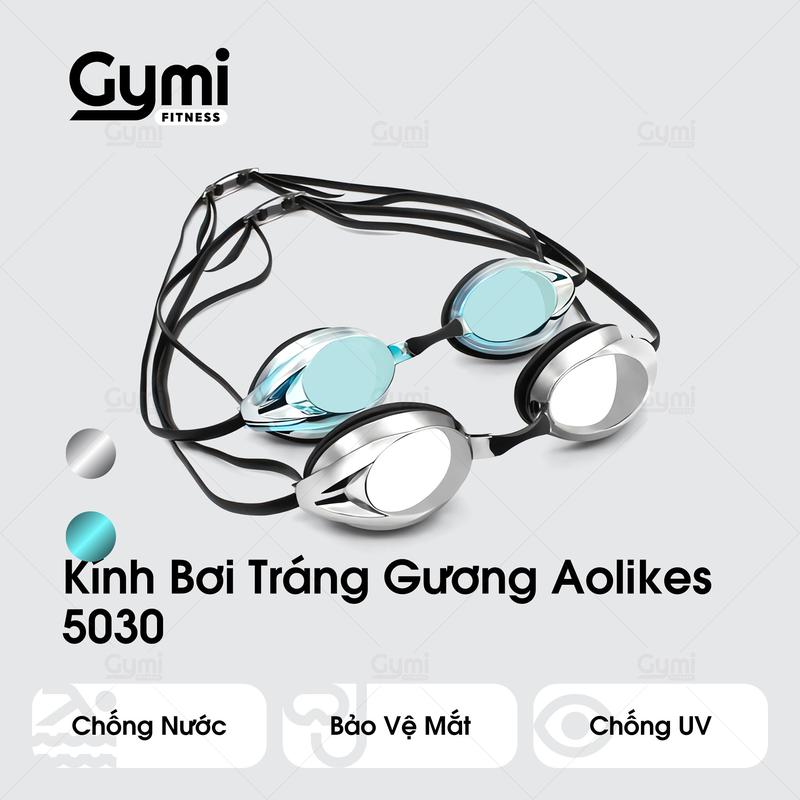 Gymi
FITNESS
Kính Bơi Tráng Gương Aolikes
5030
Chống Nước
Bảo Vệ Mắt
Chống UV